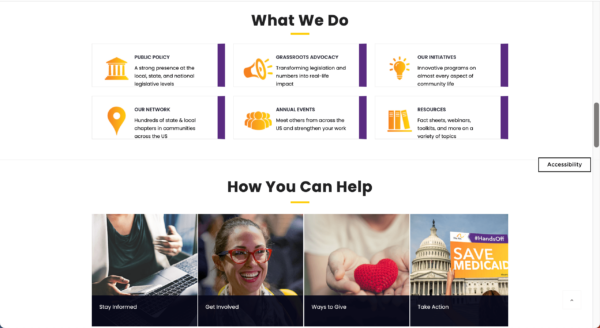 What We Do
PUBLIC POLICY
A strong presence at the
local, state, and national
legislative levels
GRASSROOTS ADVOCACY
Transforming legislation and
numbers into real-life
impact
OUR INITIATIVES
Innovative programs on
almost every aspect of
community life
OUR NETWORK
Hundreds of state & local
chapters in communities
across the US
ANNUAL EVENTS
Meet others from across the
US and strengthen your work
RESOURCES
Fact sheets, webinars,
toolkits, and more on a
variety of topics
Accessibility
How You Can Help
#HandsOff
SAVE
MEDICAID
Stay Informed
Get Involved
Ways to Give
Take Action